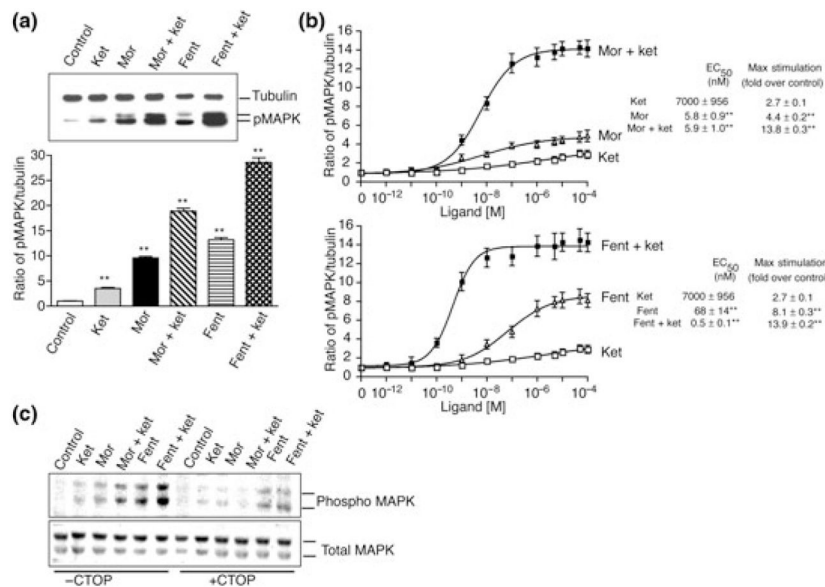 (a)
Control
Ket
Mor
Mor + ket
Fent
Fent + ket
Tubulin
pMAPK
Ratio of pMAPK/tubulin
30
25
20
15
10
5
0
**
**
**
**
**
Control
Ket
Mor
Mor + ket
Fent
Fent + ket
(b)
Ratio of pMAPK/tubulin
16
14
12
10
8
6
4
2
0
0 10⁻¹² 10⁻¹⁰ 10⁻⁸ 10⁻⁶ 10⁻⁴
Ligand [M]
Mor + ket
Mor
Ket
EC50 Max stimulation
(nM) (fold over control)
Ket 7000 ± 956 2.7 ± 0.1
Mor 5.8 ± 0.9** 4.4 ± 0.2**
Mor + ket 5.9 ± 1.0** 13.8 ± 0.3**
Ratio of pMAPK/tubulin
16
14
12
10
8
6
4
2
0
0 10⁻¹² 10⁻¹⁰ 10⁻⁸ 10⁻⁶ 10⁻⁴
Ligand [M]
Fent + ket
Fent
Ket
EC50 Max stimulation
(nM) (fold over control)
Ket 7000 ± 956 2.7 ± 0.1
Fent 68 ± 14** 8.1 ± 0.3**
Fent + ket 0.5 ± 0.1** 13.9 ± 0.2**
(c)
Control
Ket
Mor
Mor + ket
Fent
Fent + ket
Control
Ket
Mor
Mor + ket
Fent
Fent + ket
Phospho MAPK
Total MAPK
–CTOP +CTOP